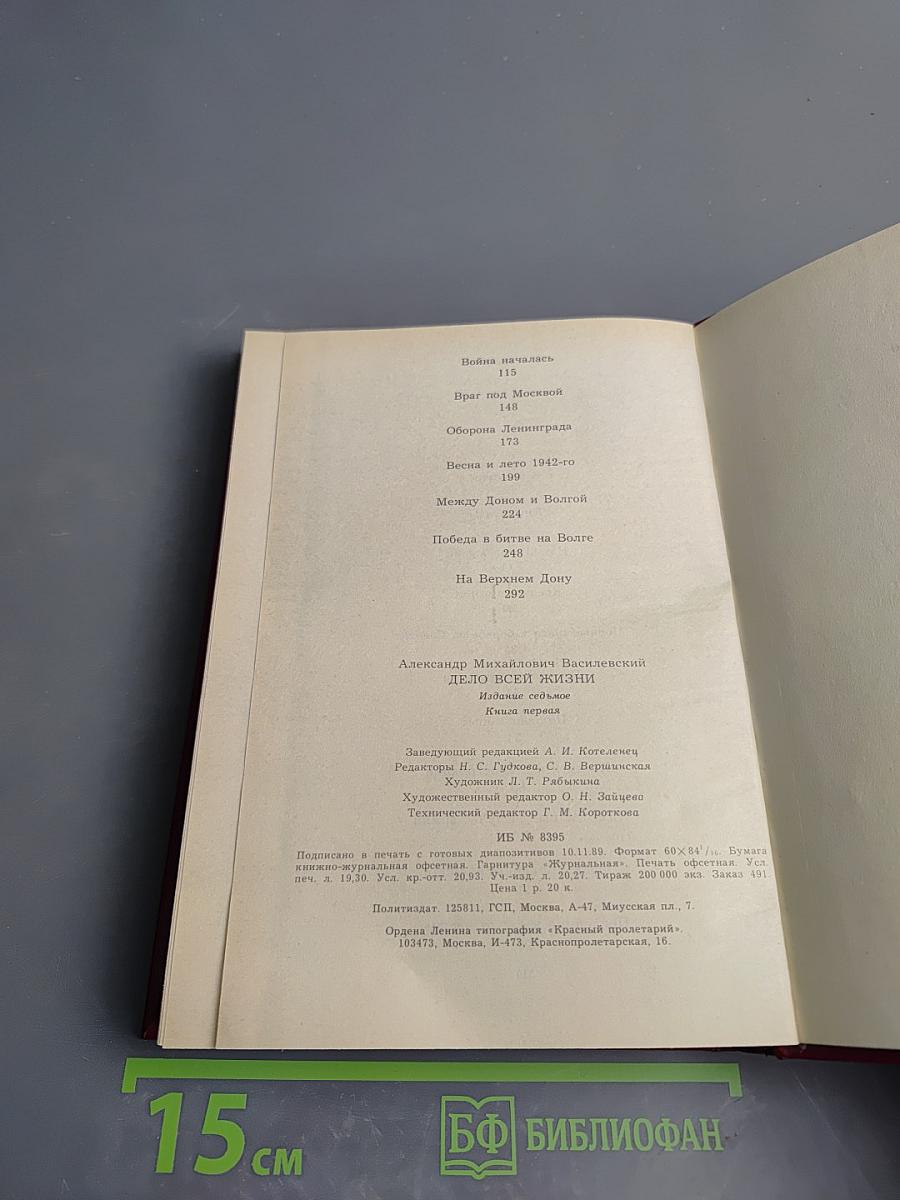 Война началась
115
Враг под Москвой
148
Оборона Ленинграда
173
Весна и лето 1942-го
199
Между Доном и Волгой
224
Победа в битве на Волге
248
На Верхнем Дону
292
Александр Михайлович Василевский
ДЕЛО ВСЕЙ ЖИЗНИ
Издание седьмое
Книга первая
Заведующий редакцией А. И. Котеленец
Редакторы Н. С. Гудкова, С. В. Вершинская
Художник Л. Т. Рябыкина
Художественный редактор О. Н. Зайцева
Технический редактор Г. М. Короткова
ИБ № 8395
Подписано в печать с готовых диапозитивов 10.11.89. Формат 60×84¹/₁₆. Бумага
книжно-журнальная офсетная. Гарнитура «Журнальная». Печать офсетная. Усл.
печ. л. 19,30. Усл. кр.-отт. 20,93. Уч.-изд. л. 20,27. Тираж 200 000 экз. Заказ 491.
Цена 1 р. 20 к.
Политиздат. 125811, ГСП, Москва, А-47, Миусская пл., 7.
Ордена Ленина типография «Красный пролетарий».
103473, Москва, И-473, Краснопролетарская, 16.
15 см
БФ БИБЛИОФАН